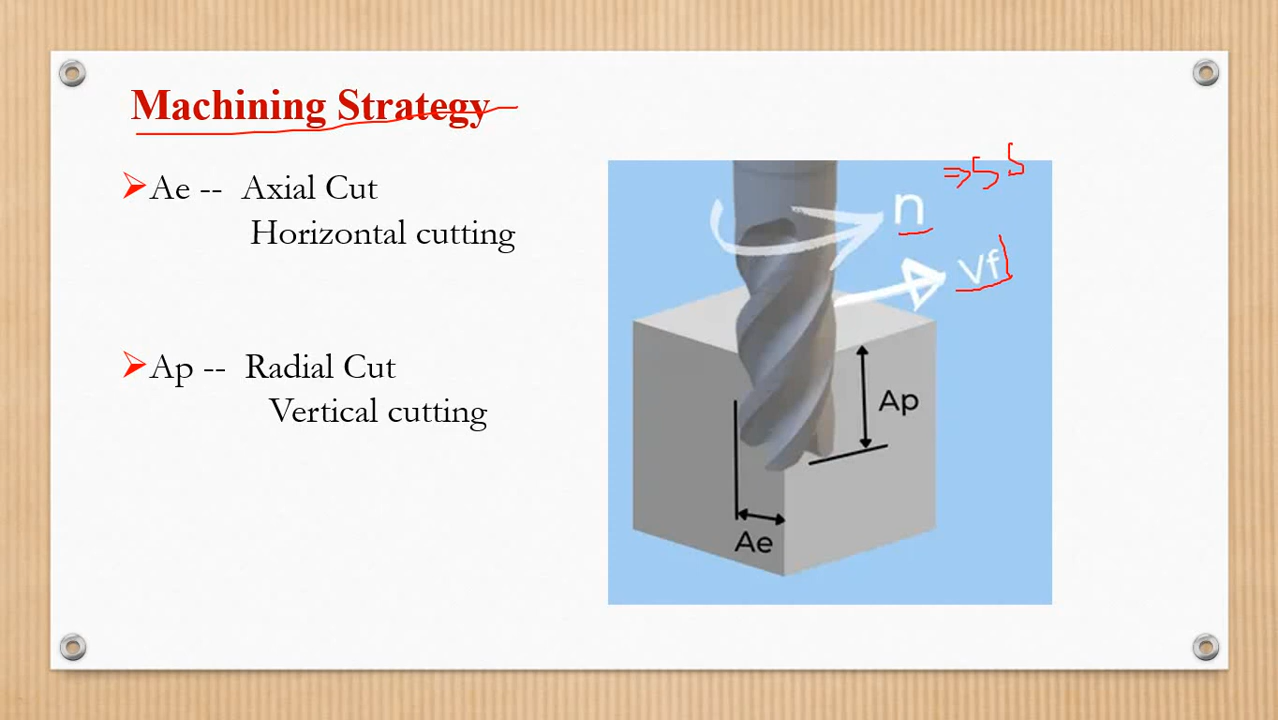 Machining Strategy
Ae -- Axial Cut
Horizontal cutting
Ap -- Radial Cut
Vertical cutting
⇒ S S
n
Vf
Ap
Ae